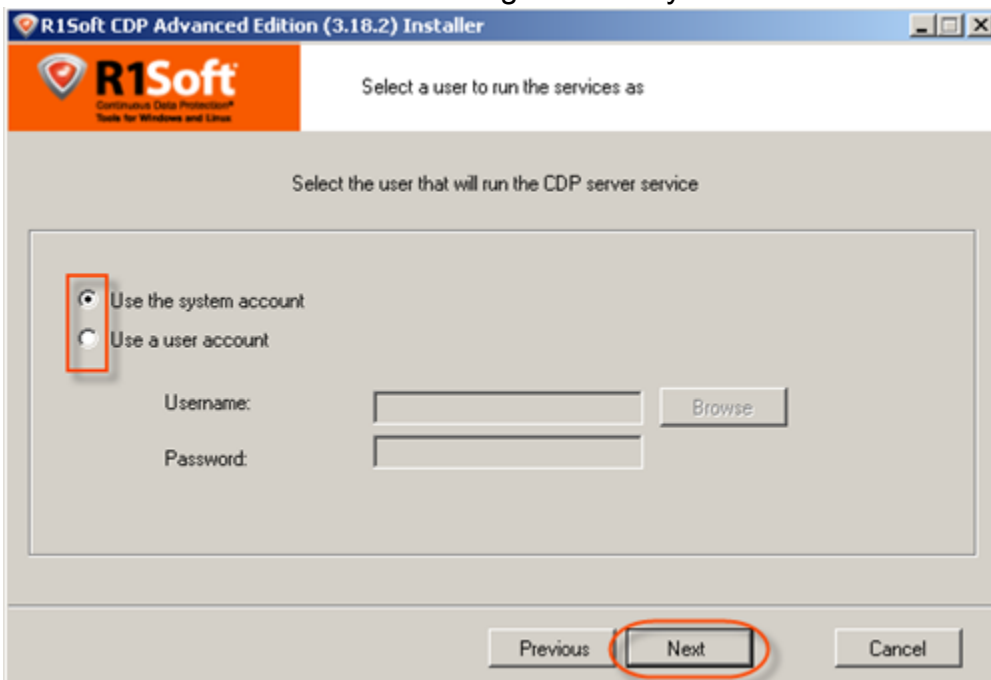 R1Soft CDP Advanced Edition (3.18.2) Installer
R1Soft
Continuous Data Protection®
Tools for Windows and Linux
Select a user to run the services as
Select the user that will run the CDP server service
Use the system account
Use a user account
Username:
Browse
Password:
Previous
Next
Cancel